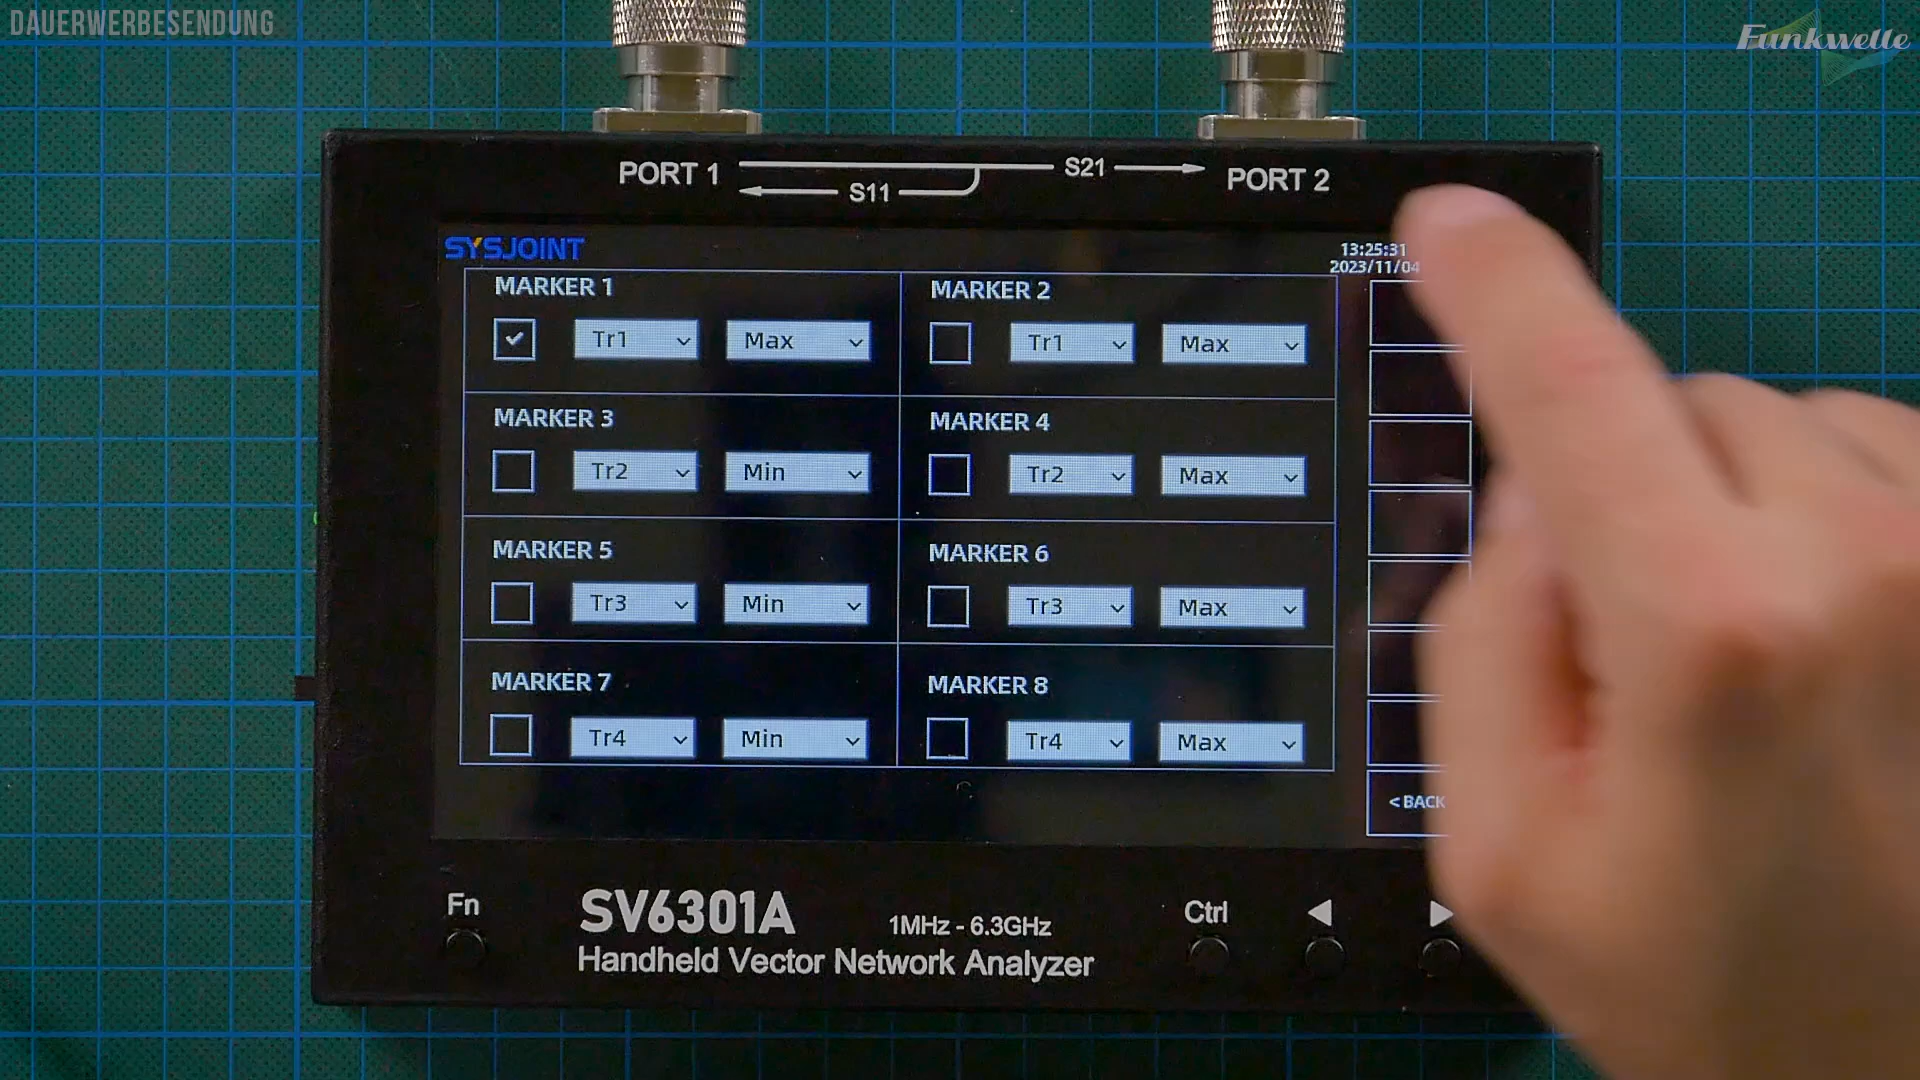 DAUERWERBESENDUNG
Funkwelle
PORT 1
S11
S21
PORT 2
SYSJOINT
13:25:31
2023/11/04
MARKER 1
Tr1
Max
MARKER 2
Tr1
Max
MARKER 3
Tr2
Min
MARKER 4
Tr2
Max
MARKER 5
Tr3
Min
MARKER 6
Tr3
Max
MARKER 7
Tr4
Min
MARKER 8
Tr4
Max
< BACK
Fn
SV6301A
1MHz - 6.3GHz
Handheld Vector Network Analyzer
Ctrl